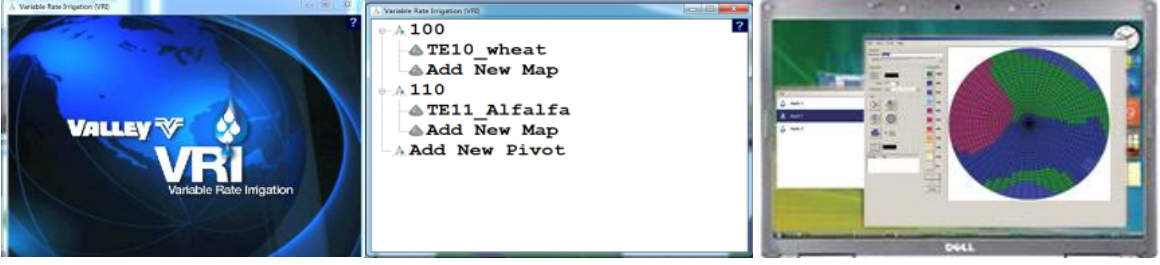 Variable Rate Irrigation (VRI)
?
VALLEY
VRI
Variable Rate Irrigation
Variable Rate Irrigation (VRI)
?
100
TE10_wheat
Add New Map
110
TE11_Alfalfa
Add New Map
Add New Pivot
DELL